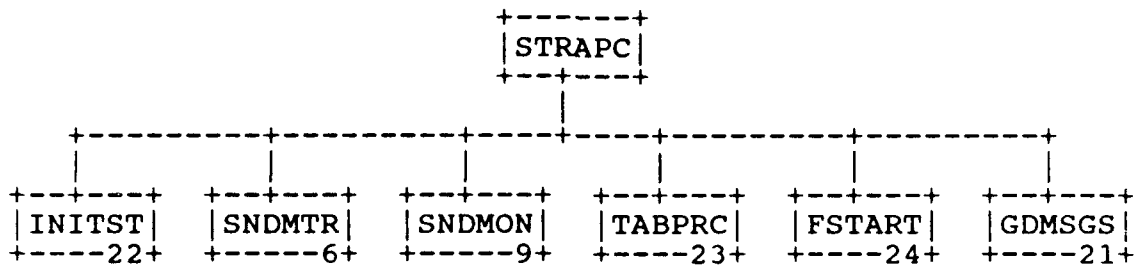 STRAPC
INITST SNDMTR SNDMON TABPRC FSTART GDMSGS
22 6 9 23 24 21